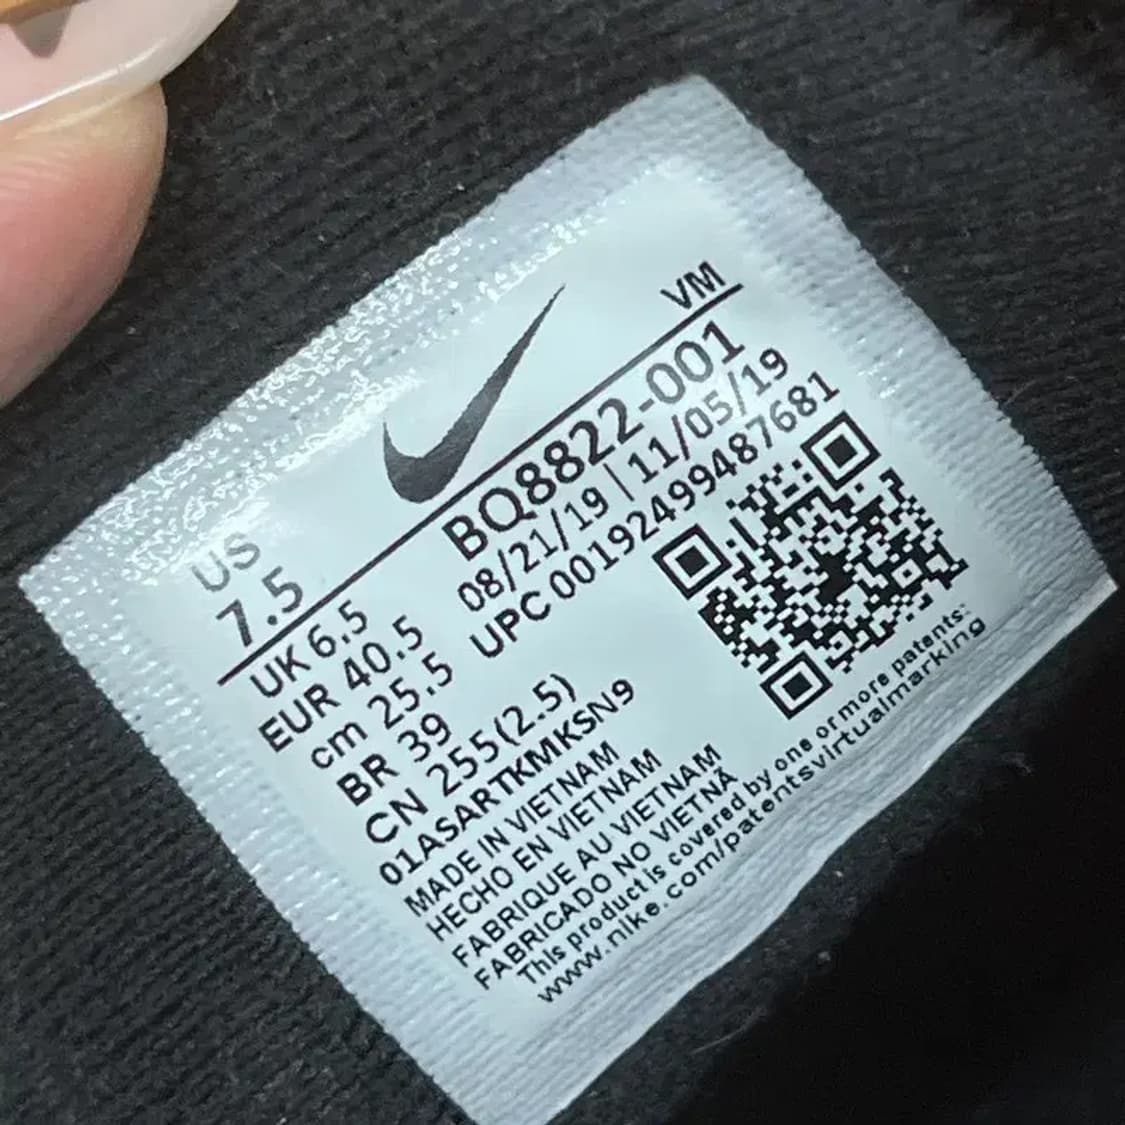 VM
US
7.5
BQ8822-001
08/21/19 | 11/05/19
UPC 00192499487681
UK 6.5
EUR 40.5
cm 25.5
BR 39
CN 255(2.5)
01ASARTKMKSN9
MADE IN VIETNAM
HECHO EN VIETNAM
FABRIQUE AU VIETNAM
FABRICADO NO VIETNÃ
This product is covered by one or more patents:
www.nike.com/patentsvirtualmarking